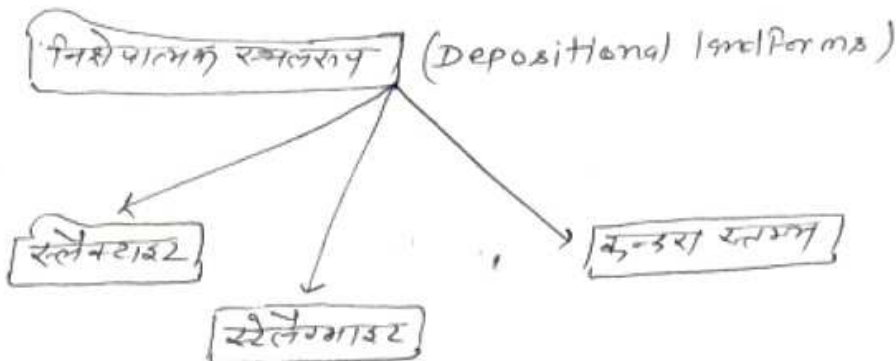 निक्षेपात्मक स्थलरूप (Depositional landforms)
स्लैक्टाइट
कन्दरा स्तम्भ
स्टेलैग्माइट